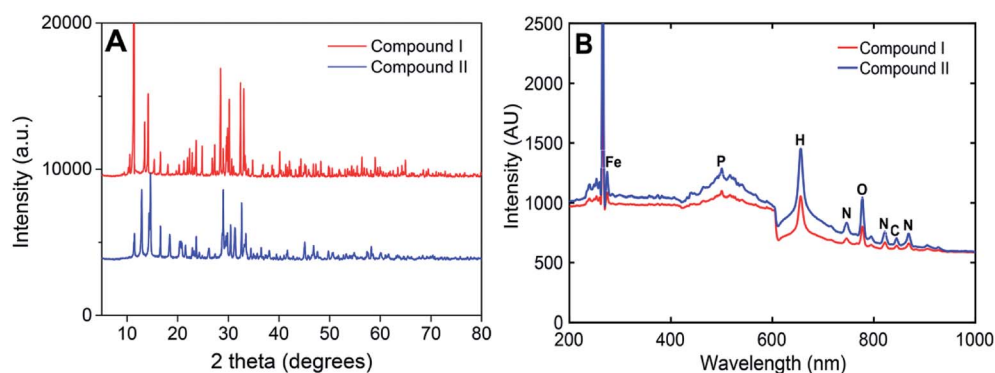 A
Compound I
Compound II
20000
10000
0
Intensity (a.u.)
10 20 30 40 50 60 70 80
2 theta (degrees)
B
Compound I
Compound II
2500
2000
1500
1000
500
0
Intensity (AU)
Fe
P
H
N
O
N
C
N
200 400 600 800 1000
Wavelength (nm)